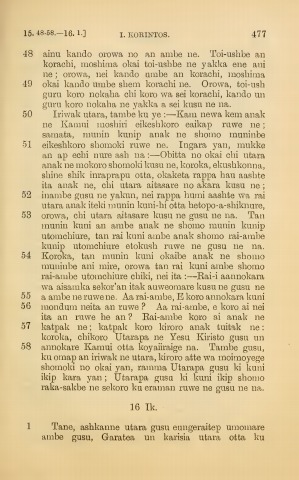 15. 48-58.—16. 1.] I. KORINTOS. 477
48 ainu kando orowa no an ambe ne. Toi-ushbe an
korachi, moshima okai toi-ushbe ne yakka ene ani
ne; orowa, nei kando umbe an korachi, moshima
49 okai kando umbe shem korachi ne. Orowa, toi-ush
guru koro nokaha chi koro wa sei korachi, kando un
guru koro nokaha ne yakka a sei kusu ne na.
50 Iriwak utara, tambe ku ye:—Kam newa kem anak
ne Kamui moshiri eikeshkoro eaikap ruwe ne;
samata, munin kunip anak ne shomo muninbe
51 eikeshkoro shomoki ruwe ne. Ingara yan, mukke
an ap echi nure ash na:—Obitta no okai chi utara
anak ne mokoro shomoki kusu ne, koroka, ekushkonna,
shine shik inraprapu otta, okaketa rappa hau aashte
ita anak ne, chi utara aitasare no akara kusu ne;
52 inambe gusu ne yakun, nei rappa humi aashte wa rai
utara anak iteki munin kuni-hi otta hetopo-a-shiknure,
53 orowa, chi utara aitasare kusu ne gusu ne na. Tan
munin kuni an ambe anak ne shomo munin kunip
utomchiure, tan rai kuni ambe anak shomo rai-ambe
kunip utomchiure etokush ruwe ne gusu ne na.
54 Koroka, tan munin kuni okaibe anak ne shomo
muninbe ani mire, orowa tan rai kuni ambe shomo
rai-ambe utomchiure chiki, nei ita:—Rai-i aannokara
wa aisamka sekor'an itak auweomare kusu ne gusu ne
55 a ambe ne ruwe ne. Aa rai-ambe, E koro annokara kuni
56 mondum neita an ruwe? Aa rai-ambe, e koro ai nei
ita an ruwe he an? Rai-ambe koro ai anak ne
57 katpak ne; katpak koro kiroro anak tuitak ne:
koroka, chikoro Utarapa ne Yesu Kiristo gusu un
58 annokare Kamui otta koyairaige na. Tambe gusu,
ku omap an iriwak ne utara, kiroro atte wa moimoyege
shomoki no okai yan, ramma Utarapa gusu ki kuni
ikip kara yan; Utarapa gusu ki kuni ikip shomo
raka-sakbe ne sekoro ku eraman ruwe ne gusu ne na.
16 Ik.
1 Tane, ashkanne utara gusu eungeraitep umomare
ambe gusu, Garatea un karisia utara otta ku